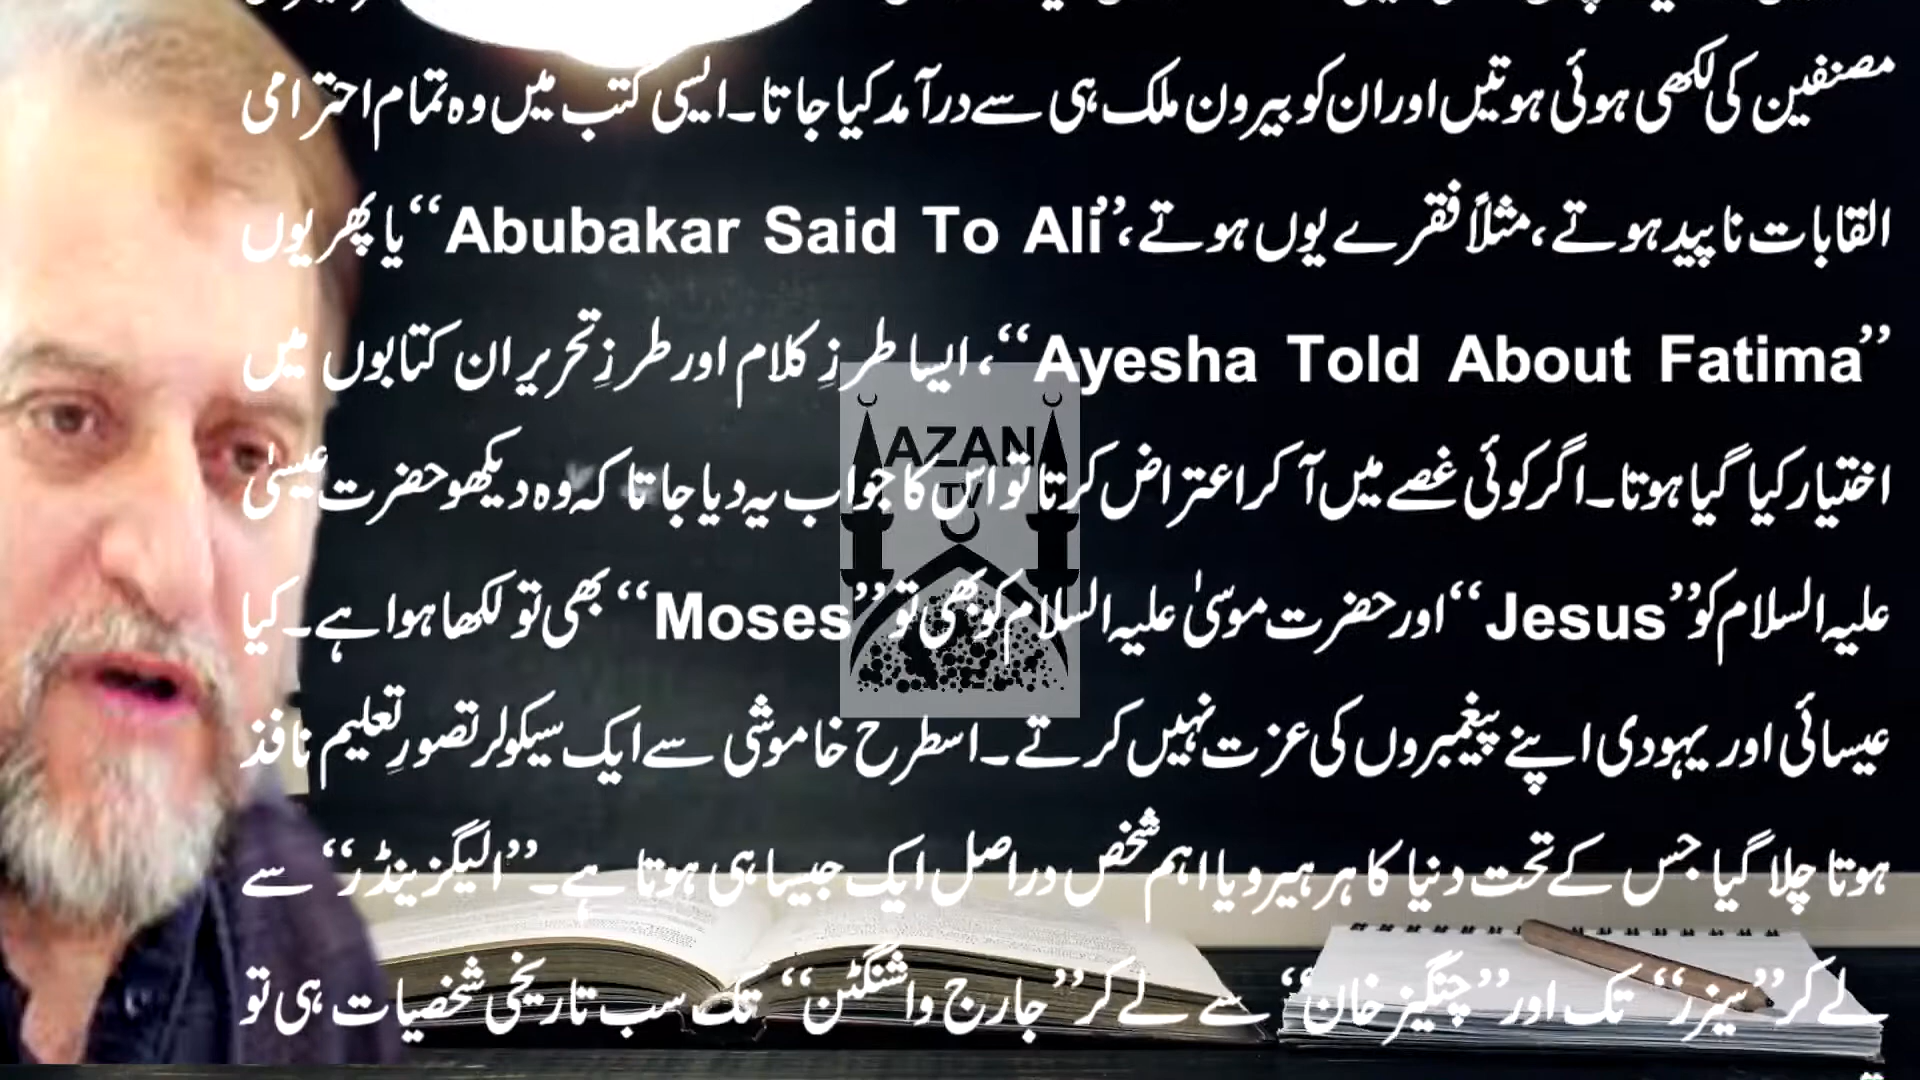 مصنفین کی لکھی ہوئی ہوتیں اور ان کو بیرون ملک ہی سے درآمد کیا جاتا۔ ایسی کتب میں وہ تمام احترامی
القابات ناپید ہوتے، مثلاً فقرے یوں ہوتے، ”Abubakar Said To Ali“ یا پھر یوں
”Ayesha Told About Fatima“، ایسا طرزِ کلام اور طرزِ تحریر ان کتابوں میں
AZAN
TV
اختیار کیا گیا ہوتا۔ اگر کوئی غصے میں آ کر اعتراض کرتا تو اس کا جواب یہ دیا جاتا کہ وہ دیکھو حضرت عیسیٰ
علیہ السلام کو ”Jesus“ اور حضرت موسیٰ علیہ السلام کو بھی تو ”Moses“ بھی تو لکھا ہوا ہے۔ کیا
عیسائی اور یہودی اپنے پیغمبروں کی عزت نہیں کرتے۔ اسطرح خاموشی سے ایک سیکولر تصورِ تعلیم نافذ
ہوتا چلا گیا جس کے تحت دنیا کا ہر ہیرو یا اہم شخص دراصل ایک جیسا ہی ہوتا ہے۔ ”الیگزینڈر“ سے
لے کر ”سیزر“ تک اور ”چنگیز خان“ سے لے کر ”جارج واشنگٹن“ تک سب تاریخی شخصیات ہی تو